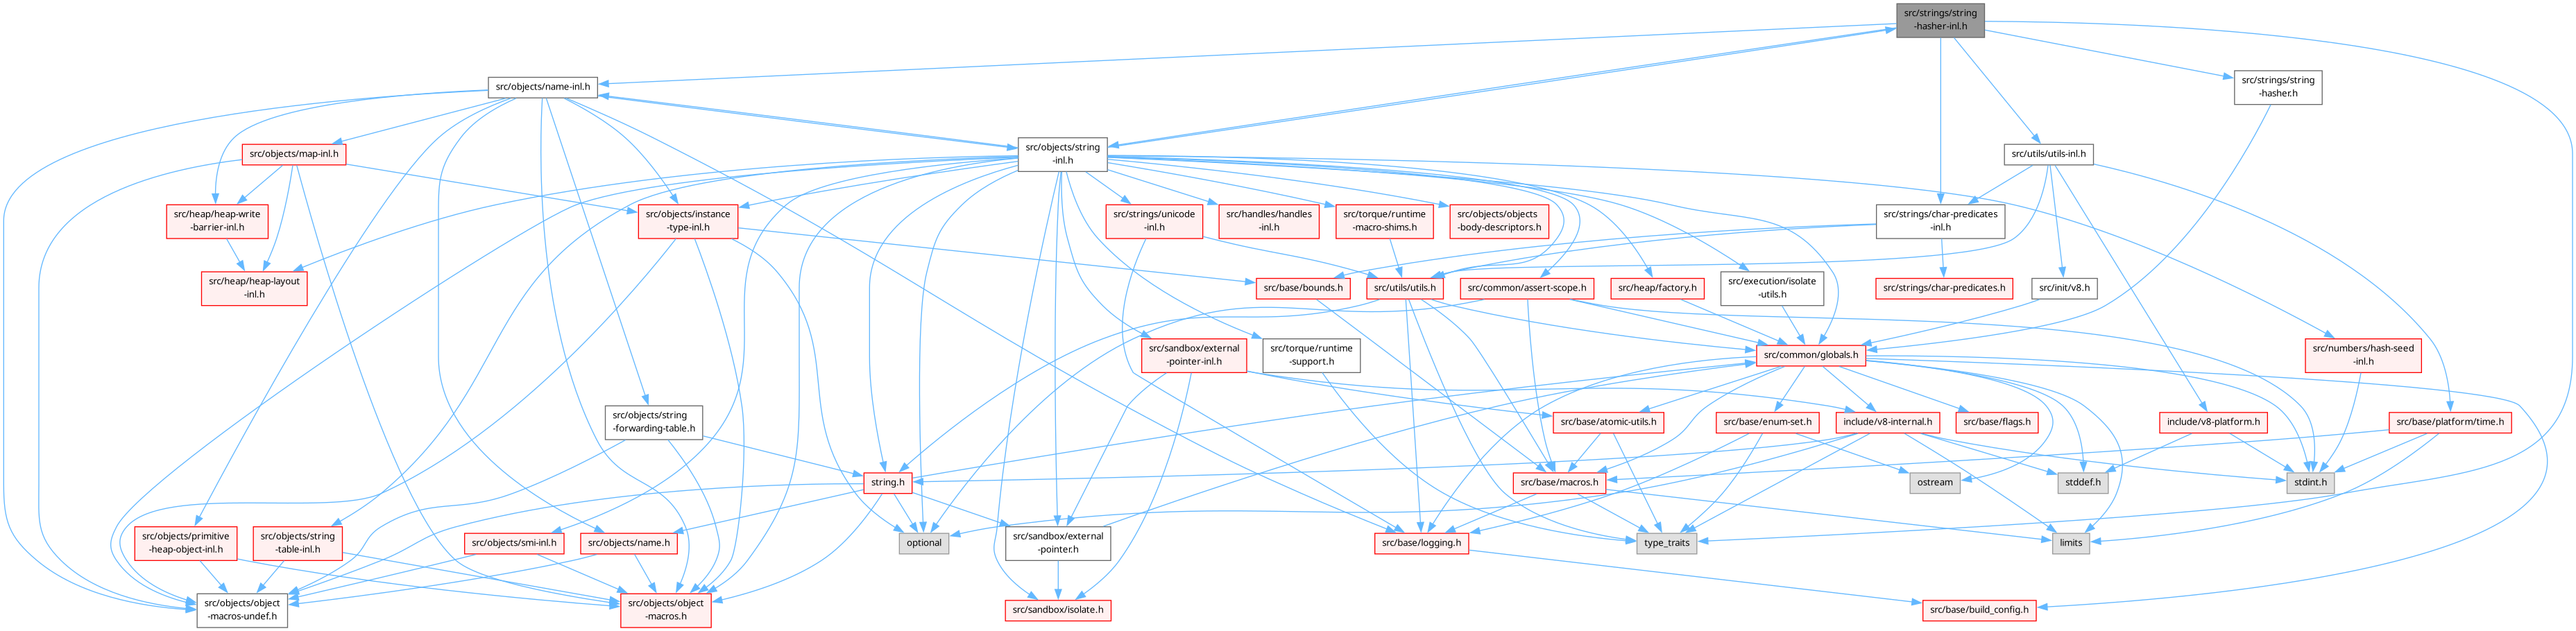 src/strings/string
-hasher-inl.h
src/objects/name-inl.h
src/strings/string
-hasher.h
src/objects/map-inl.h
src/objects/string
-inl.h
src/utils/utils-inl.h
src/heap/heap-write
-barrier-inl.h
src/objects/instance
-type-inl.h
src/strings/unicode
-inl.h
src/handles/handles
-inl.h
src/torque/runtime
-macro-shims.h
src/objects/objects
-body-descriptors.h
src/strings/char-predicates
-inl.h
src/heap/heap-layout
-inl.h
src/base/bounds.h
src/utils/utils.h
src/common/assert-scope.h
src/heap/factory.h
src/execution/isolate
-utils.h
src/strings/char-predicates.h
src/init/v8.h
src/sandbox/external
-pointer-inl.h
src/torque/runtime
-support.h
src/common/globals.h
src/numbers/hash-seed
-inl.h
src/objects/string
-forwarding-table.h
src/base/atomic-utils.h
src/base/enum-set.h
include/v8-internal.h
src/base/flags.h
include/v8-platform.h
src/base/platform/time.h
string.h
src/base/macros.h
ostream
stddef.h
stdint.h
src/objects/primitive
-heap-object-inl.h
src/objects/string
-table-inl.h
src/objects/smi-inl.h
src/objects/name.h
optional
src/sandbox/external
-pointer.h
src/base/logging.h
type_traits
limits
src/objects/object
-macros-undef.h
src/objects/object
-macros.h
src/sandbox/isolate.h
src/base/build_config.h